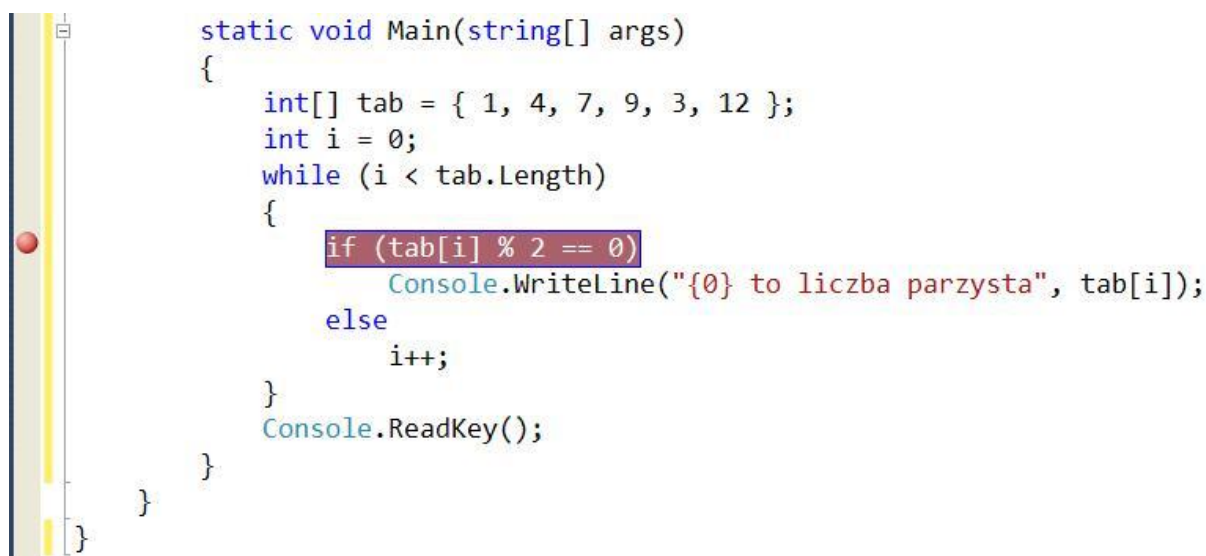 static void Main(string[] args)
{
int[] tab = { 1, 4, 7, 9, 3, 12 };
int i = 0;
while (i < tab.Length)
{
if (tab[i] % 2 == 0)
Console.WriteLine("{0} to liczba parzysta", tab[i]);
else
i++;
}
Console.ReadKey();
}
}
}